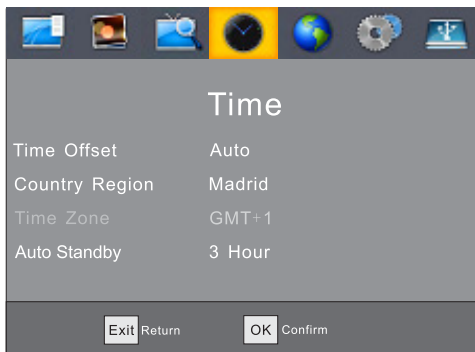 Time
Time Offset Auto
Country Region Madrid
Time Zone GMT+1
Auto Standby 3 Hour
Exit Return OK Confirm